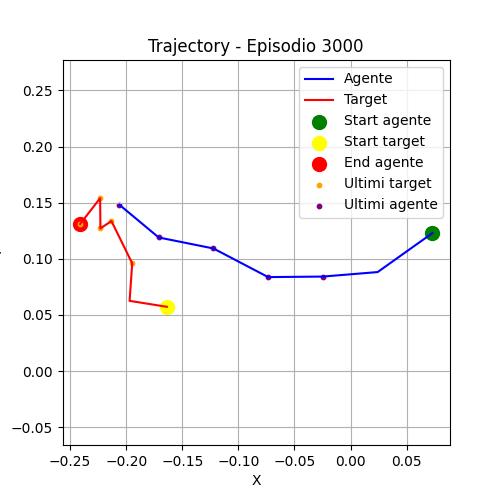 Trajectory - Episodio 3000
Agente
Target
Start agente
Start target
End agente
Ultimi target
Ultimi agente
0.25
0.20
0.15
0.10
0.05
0.00
−0.05
−0.25
−0.20
−0.15
−0.10
−0.05
0.00
0.05
X